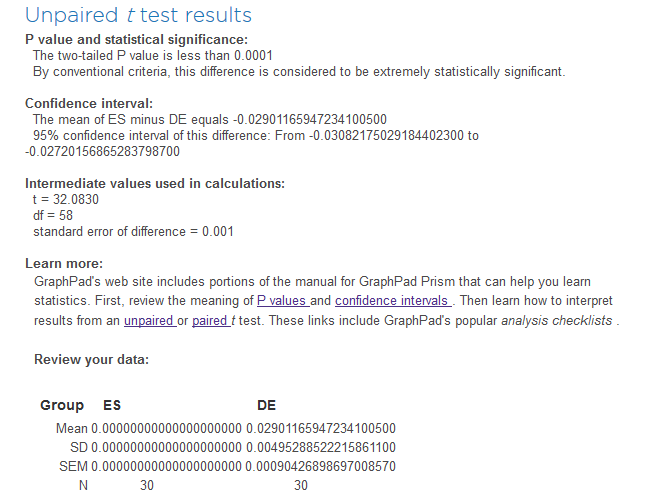 Unpaired t test results
P value and statistical significance:
The two-tailed P value is less than 0.0001
By conventional criteria, this difference is considered to be extremely statistically significant.
Confidence interval:
The mean of ES minus DE equals -0.02901165947234100500
95% confidence interval of this difference: From -0.03082175029184402300 to
-0.02720156865283798700
Intermediate values used in calculations:
t = 32.0830
df = 58
standard error of difference = 0.001
Learn more:
GraphPad's web site includes portions of the manual for GraphPad Prism that can help you learn
statistics. First, review the meaning of P values and confidence intervals . Then learn how to interpret
results from an unpaired or paired t test. These links include GraphPad's popular analysis checklists .
Review your data:
Group ES DE
Mean 0.00000000000000000000 0.02901165947234100500
SD 0.00000000000000000000 0.00495288522215861100
SEM 0.00000000000000000000 0.00090426898697008570
N 30 30